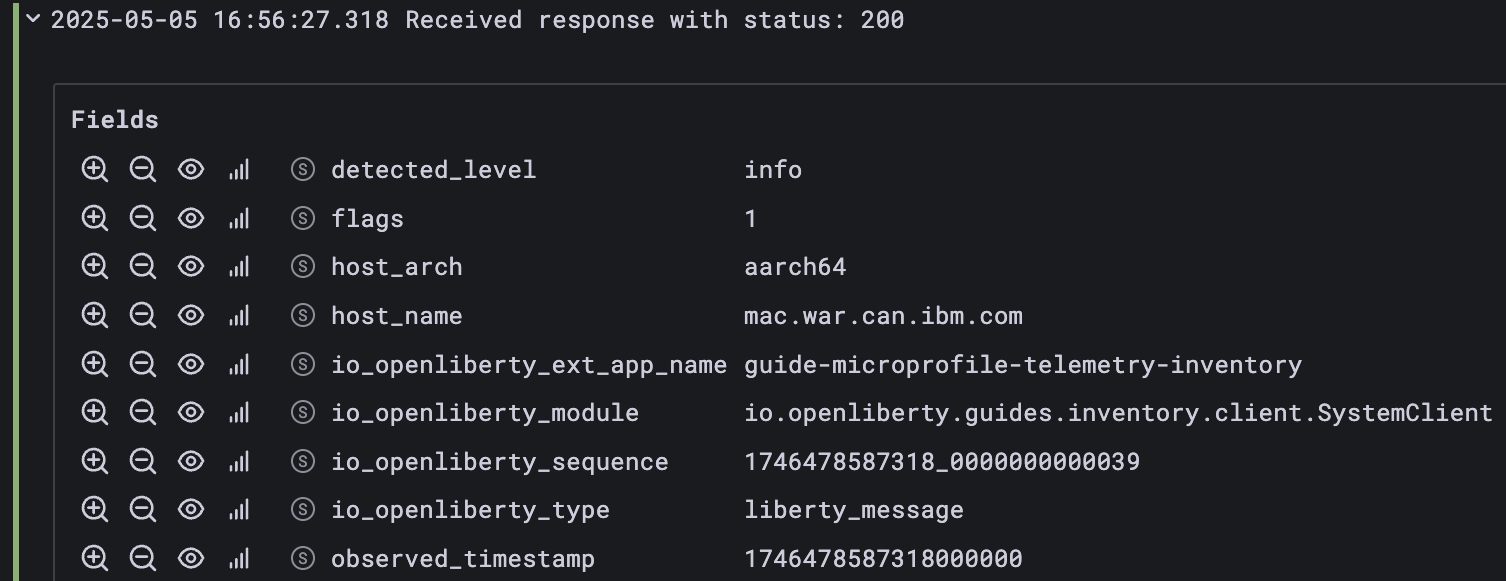 2025-05-05 16:56:27.318 Received response with status: 200
Fields
S detected_level info
S flags 1
S host_arch aarch64
S host_name mac.war.can.ibm.com
S io_openliberty_ext_app_name guide-microprofile-telemetry-inventory
S io_openliberty_module io.openliberty.guides.inventory.client.SystemClient
S io_openliberty_sequence 1746478587318_0000000000039
S io_openliberty_type liberty_message
S observed_timestamp 1746478587318000000